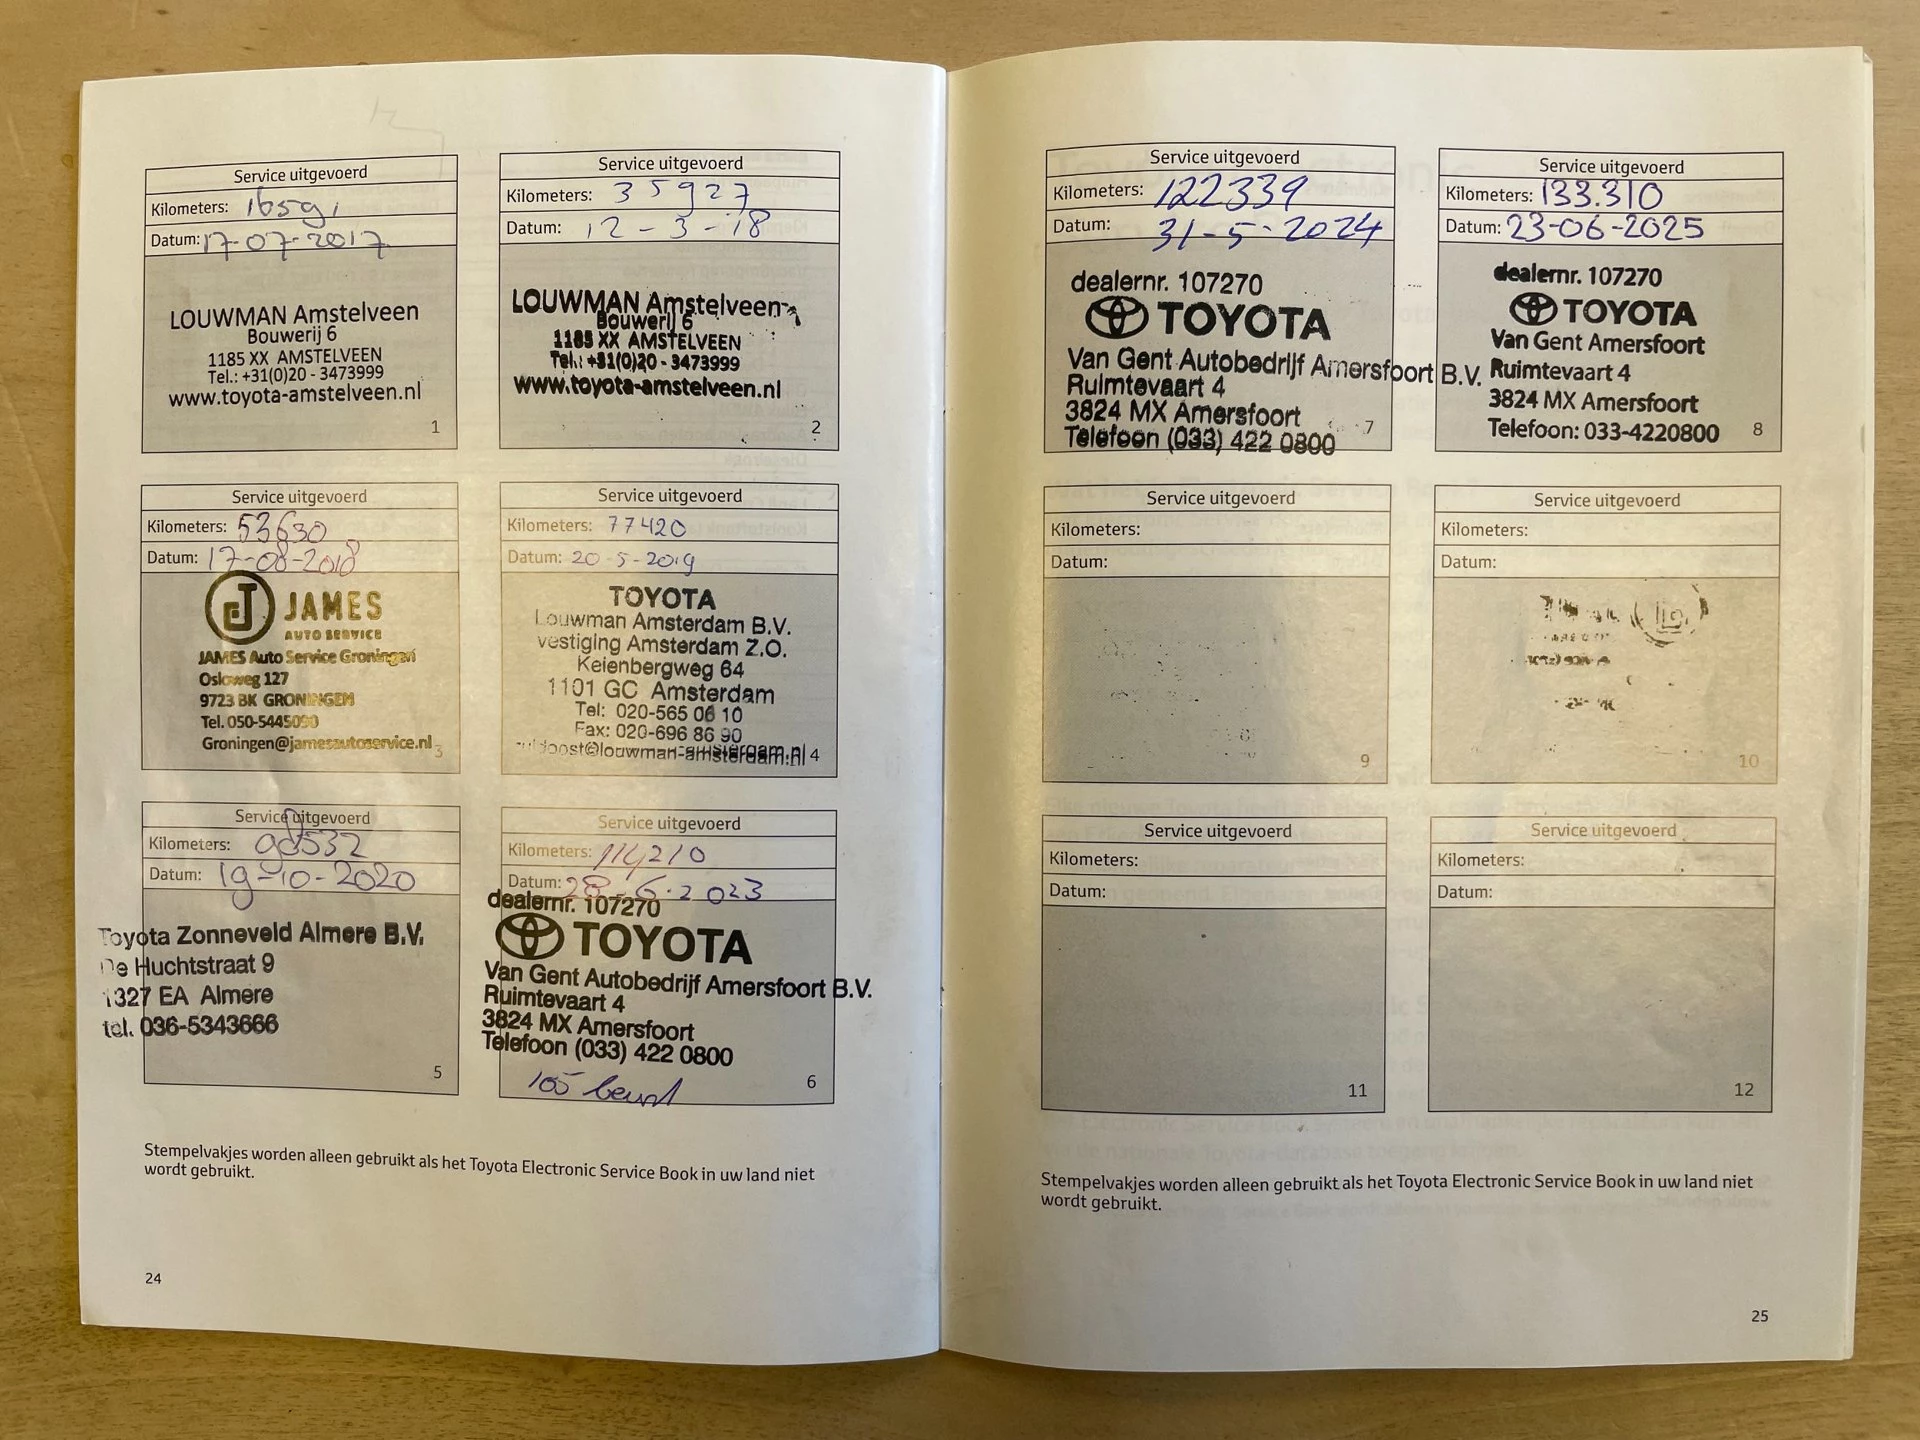 Service uitgevoerd
Kilometers: 16591
Datum: 17-07-2017
LOUWMAN Amstelveen
Bouwerij 6
1185 XX AMSTELVEEN
Tel.: +31(0)20 - 3473999
www.toyota-amstelveen.nl
1
Service uitgevoerd
Kilometers: 35927
Datum: 12-3-18
LOUWMAN Amstelveen
Bouwerij 6
1185 XX AMSTELVEEN
Tel.: +31(0)20 - 3473999
www.toyota-amstelveen.nl
2
Service uitgevoerd
Kilometers: 53630
Datum: 17-08-2018
JAMES
AUTO SERVICE
JAMES Auto Service Groningen
Osloweg 127
9723 BK GRONINGEN
Tel. 050-5445090
Groningen@jamesautoservice.nl
3
Service uitgevoerd
Kilometers: 77420
Datum: 20-5-2019
TOYOTA
Louwman Amsterdam B.V.
vestiging Amsterdam Z.O.
Keienbergweg 64
1101 GC Amsterdam
Tel: 020-565 06 10
Fax: 020-696 86 90
4
Service uitgevoerd
Kilometers: 98532
Datum: 19-10-2020
Toyota Zonneveld Almere B.V.
De Huchtstraat 9
1327 EA Almere
tel. 036-5343666
5
Service uitgevoerd
Kilometers: 114210
Datum: 28-6-2023
dealernr. 107270
TOYOTA
Van Gent Autobedrijf Amersfoort B.V.
Ruimtevaart 4
3824 MX Amersfoort
Telefoon (033) 422 0800
105 beurt
6
Stempelvakjes worden alleen gebruikt als het Toyota Electronic Service Book in uw land niet
wordt gebruikt.
24
Service uitgevoerd
Kilometers: 122339
Datum: 31-5-2024
dealernr. 107270
TOYOTA
Van Gent Autobedrijf Amersfoort B.V.
Ruimtevaart 4
3824 MX Amersfoort
Telefoon (033) 422 0800
7
Service uitgevoerd
Kilometers: 133.310
Datum: 23-06-2025
dealernr. 107270
TOYOTA
Van Gent Amersfoort
Ruimtevaart 4
3824 MX Amersfoort
Telefoon: 033-4220800
8
Service uitgevoerd
Kilometers:
Datum:
9
Service uitgevoerd
Kilometers:
Datum:
10
Service uitgevoerd
Kilometers:
Datum:
11
Service uitgevoerd
Kilometers:
Datum:
12
Stempelvakjes worden alleen gebruikt als het Toyota Electronic Service Book in uw land niet
wordt gebruikt.
25